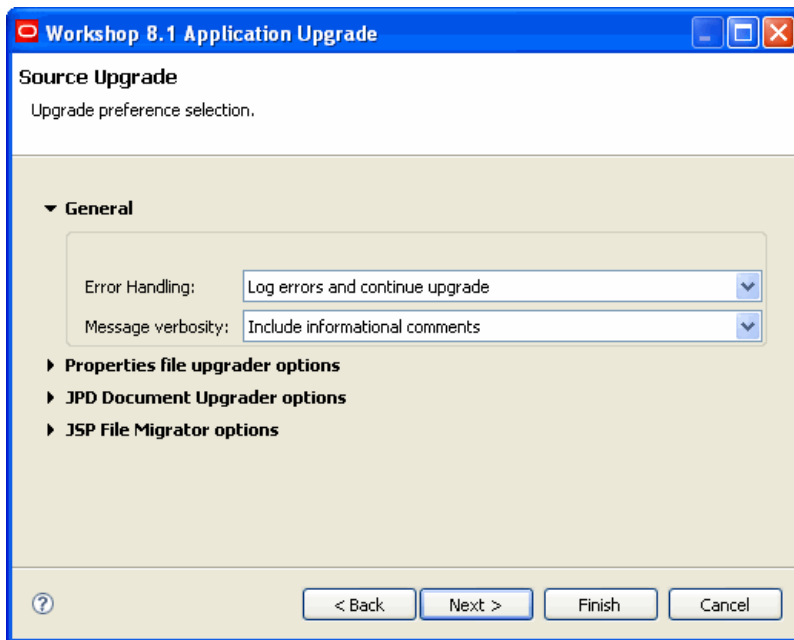 Workshop 8.1 Application Upgrade
Source Upgrade
Upgrade preference selection.
General
Error Handling: Log errors and continue upgrade
Message verbosity: Include informational comments
Properties file upgrader options
JPD Document Upgrader options
JSP File Migrator options
? < Back Next > Finish Cancel